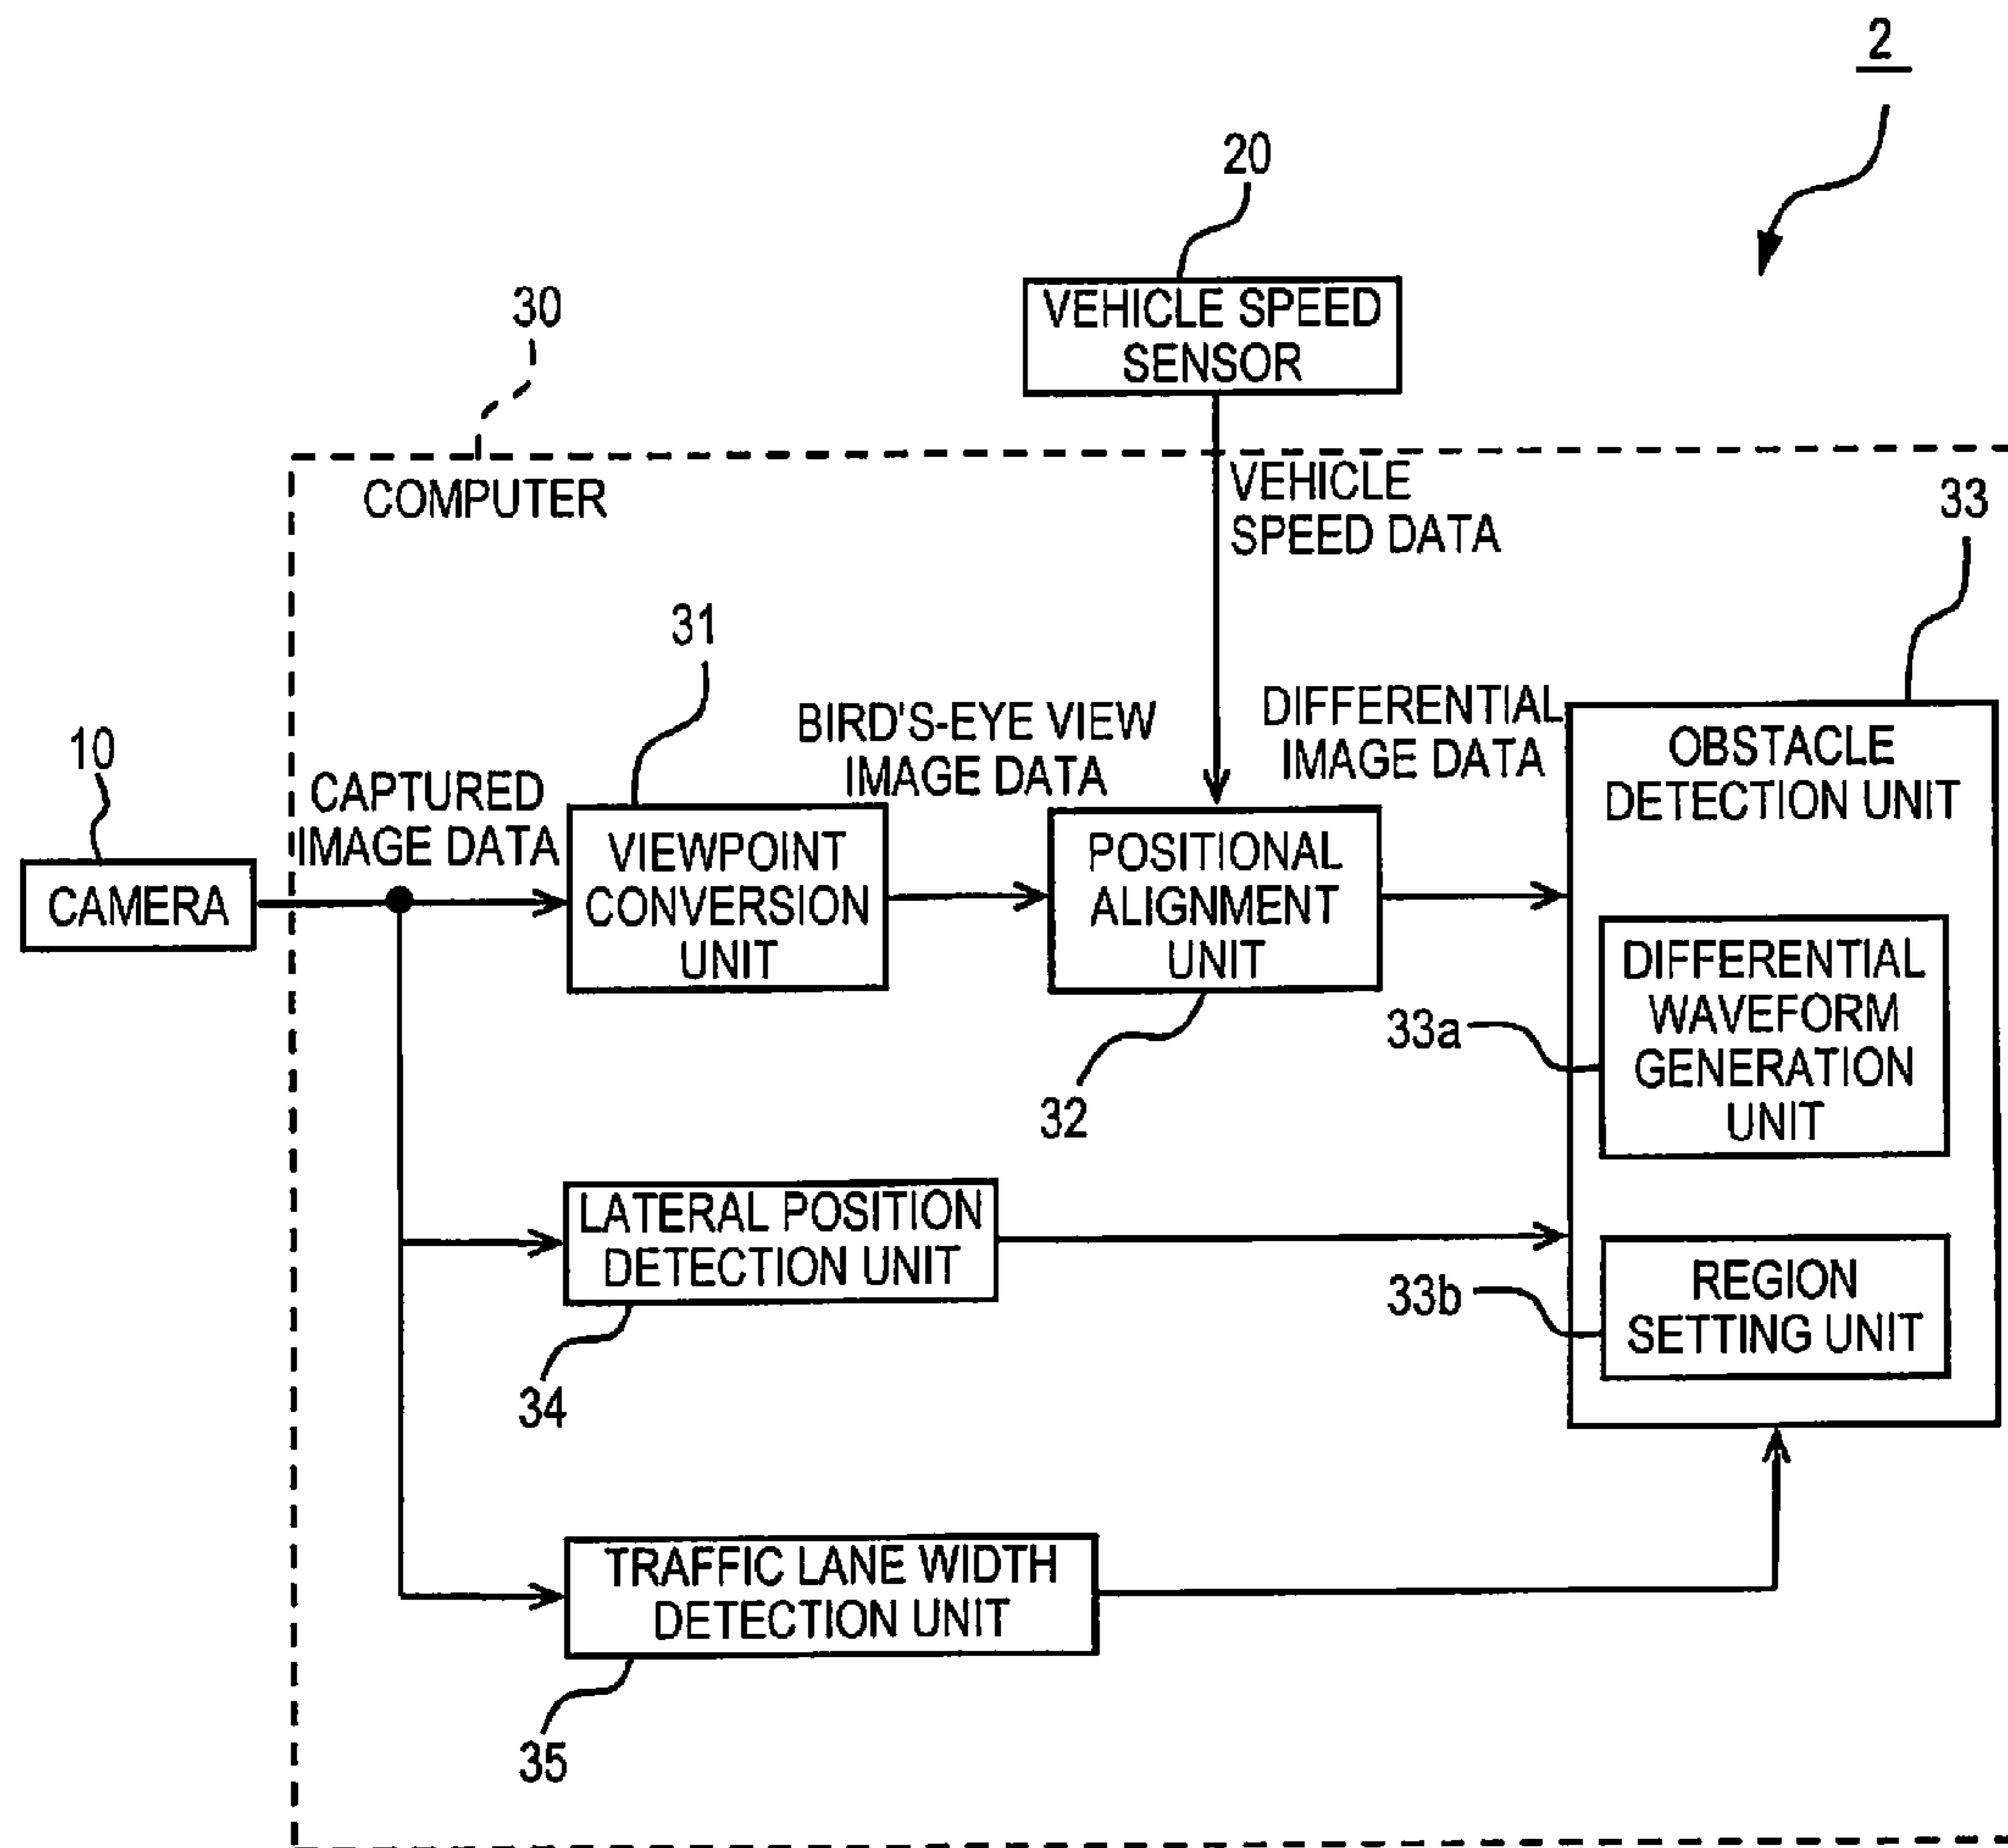 2
20
VEHICLE SPEED
SENSOR
30
COMPUTER
VEHICLE
SPEED DATA
33
31
10
CAPTURED
IMAGE DATA
BIRD'S-EYE VIEW
IMAGE DATA
DIFFERENTIAL
IMAGE DATA
OBSTACLE
DETECTION UNIT
CAMERA
VIEWPOINT
CONVERSION
UNIT
POSITIONAL
ALIGNMENT
UNIT
32
33a
DIFFERENTIAL
WAVEFORM
GENERATION
UNIT
LATERAL POSITION
DETECTION UNIT
34
33b
REGION
SETTING UNIT
TRAFFIC LANE WIDTH
DETECTION UNIT
35